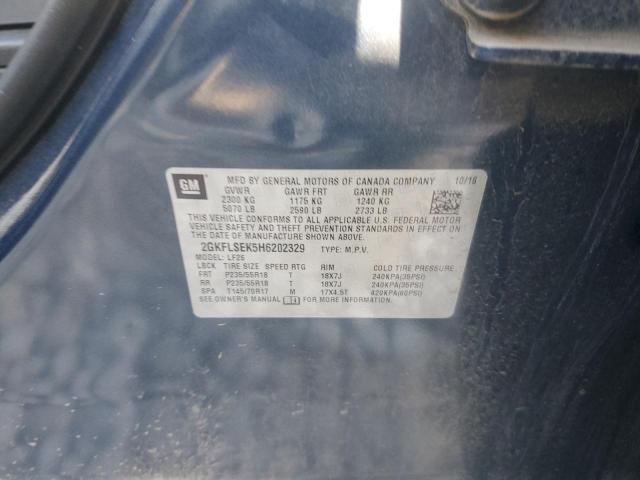 GM MFD BY GENERAL MOTORS OF CANADA COMPANY 10/16
GVWR GAWR FRT GAWR RR
2300 KG 1175 KG 1240 KG
5070 LB 2590 LB 2733 LB
THIS VEHICLE CONFORMS TO ALL APPLICABLE U.S. FEDERAL MOTOR
VEHICLE SAFETY, BUMPER, AND THEFT PREVENTION STANDARDS IN
EFFECT ON THE DATE OF MANUFACTURE SHOWN ABOVE.
2GKFLSEK5H6202329 TYPE: M.P.V.
MODEL: LF26
LBCK TIRE SIZE SPEED RTG RIM COLD TIRE PRESSURE
FRT P235/55R18 T 18X7J 240KPA(35PSI)
RR P235/55R18 T 18X7J 240KPA(35PSI)
SPA T145/70R17 M 17X4.5T 420KPA(60PSI)
SEE OWNER'S MANUAL FOR MORE INFORMATION.